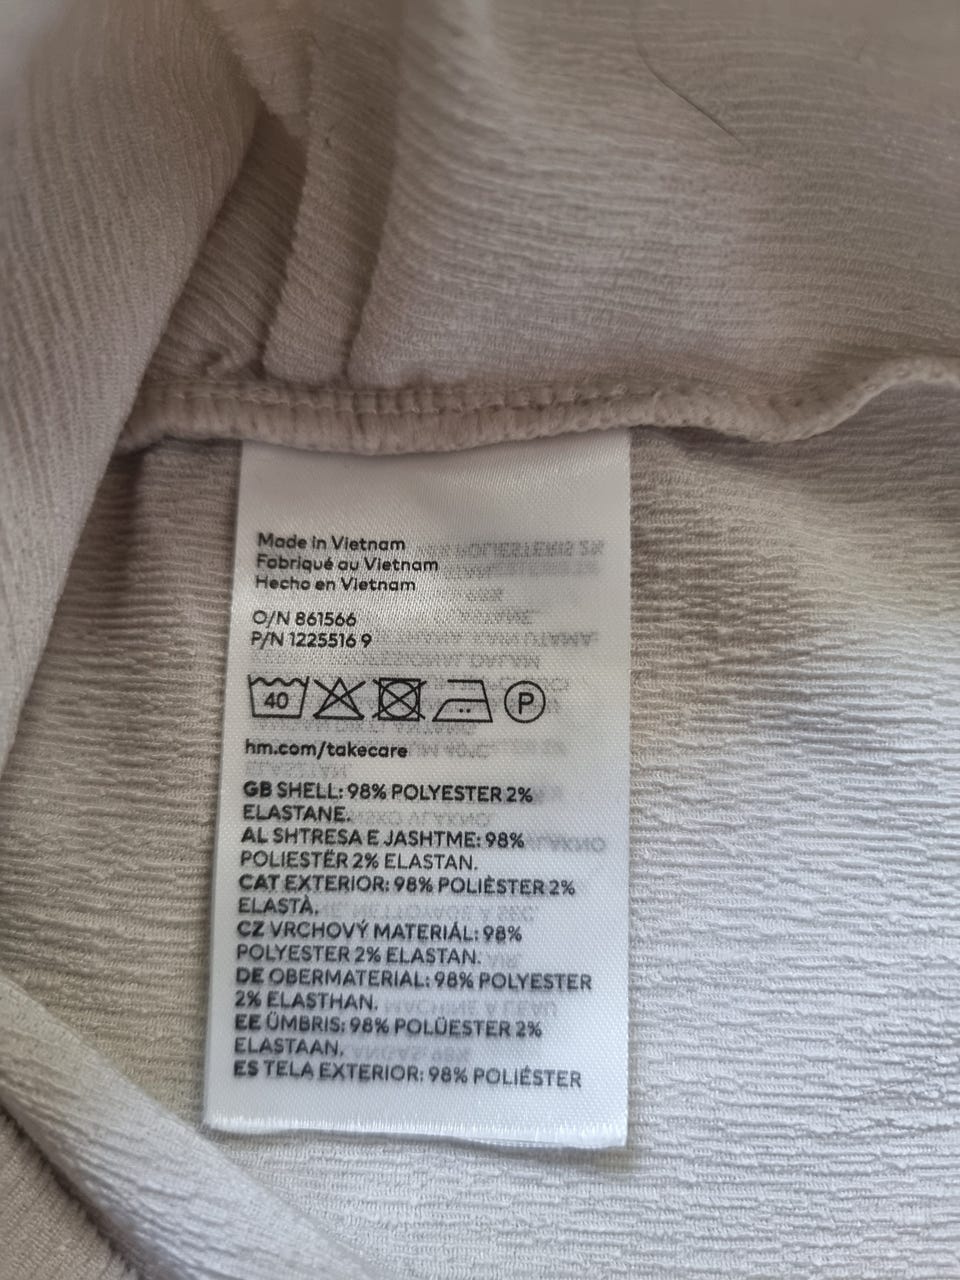 Made in Vietnam
Fabriqué au Vietnam
Hecho en Vietnam
O/N 861566
P/N 1225516 9
40
P
hm.com/takecare
GB SHELL: 98% POLYESTER 2%
ELASTANE.
AL SHTRESA E JASHTME: 98%
POLIESTËR 2% ELASTAN.
CAT EXTERIOR: 98% POLIÈSTER 2%
ELASTÀ.
CZ VRCHOVÝ MATERIÁL: 98%
POLYESTER 2% ELASTAN.
DE OBERMATERIAL: 98% POLYESTER
2% ELASTHAN.
EE ÜMBRIS: 98% POLÜESTER 2%
ELASTAAN.
ES TELA EXTERIOR: 98% POLIÉSTER